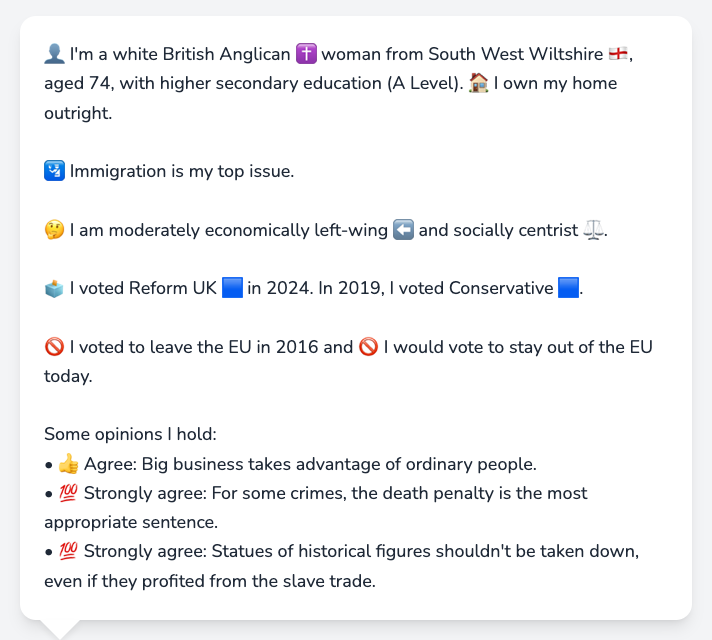 👤 I'm a white British Anglican ✝️ woman from South West Wiltshire 🏴󠁧󠁢󠁥󠁮󠁧󠁿,
aged 74, with higher secondary education (A Level). 🏠 I own my home
outright.
🛂 Immigration is my top issue.
🤔 I am moderately economically left-wing ⬅️ and socially centrist ⚖️.
🗳️ I voted Reform UK 🟦 in 2024. In 2019, I voted Conservative 🟦.
🚫 I voted to leave the EU in 2016 and 🚫 I would vote to stay out of the EU
today.
Some opinions I hold:
• 👍 Agree: Big business takes advantage of ordinary people.
• 💯 Strongly agree: For some crimes, the death penalty is the most
appropriate sentence.
• 💯 Strongly agree: Statues of historical figures shouldn't be taken down,
even if they profited from the slave trade.